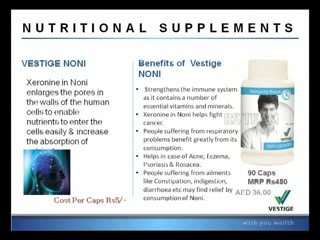 NUTRITIONAL SUPPLEMENTS
VESTIGE NONI
Xeronine in Noni
enlarges the pores in
the walls of the human
cells to enable
nutrients to enter the
cells easily & increase
the absorption of
Cost Per Caps Rs5/-
Benefits of Vestige
NONI
• Strengthens the immune system
as it contains a number of
essential vitamins and minerals.
• Xeronine in Noni helps fight
cancer.
• People suffering from respiratory
problems benefit greatly from its
consumption.
• Helps in case of Acne, Eczema,
Psoriasis & Rosacea.
• People suffering from ailments
like Constipation, indigestion,
diarrhoea etc may find relief by
consumption of Noni.
90 Caps
MRP Rs450
AED 36.00
VESTIGE
wish you wellth